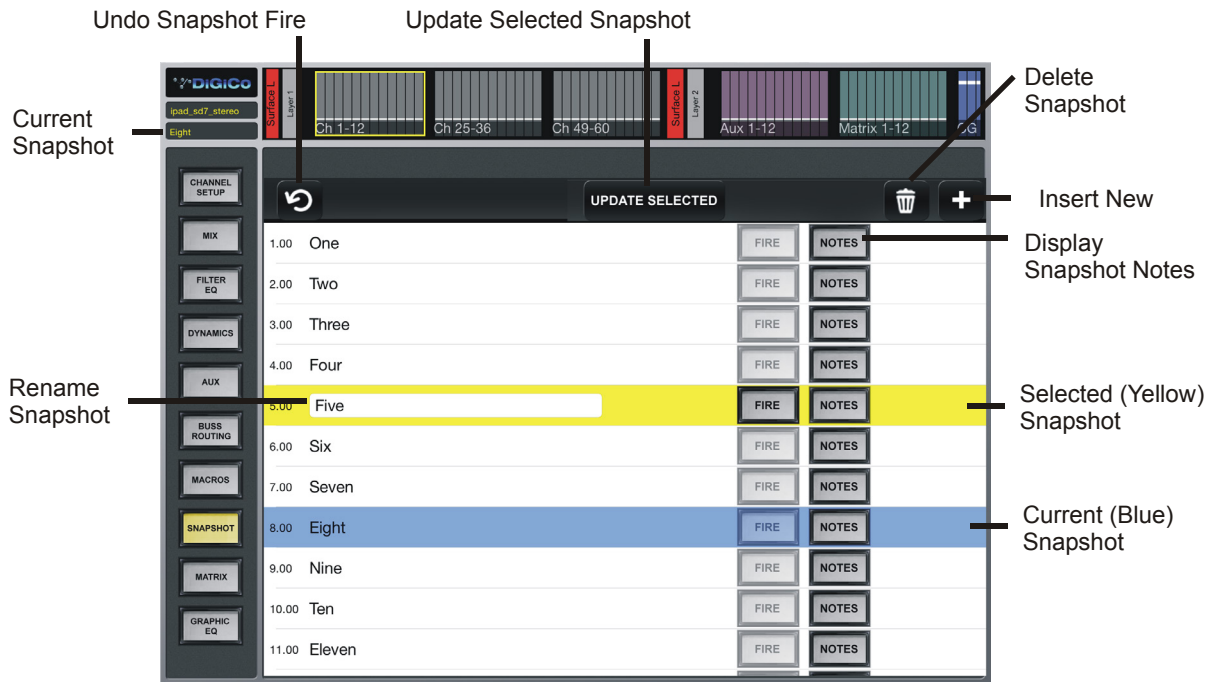 Undo Snapshot Fire
Update Selected Snapshot
Delete
Snapshot
Current
Snapshot
DiGiCo
ipad_sd7_stereo
Eight
Surface L
Layer 1
Ch 1-12
Ch 25-36
Ch 49-60
Surface L
Layer 2
Aux 1-12
Matrix 1-12
CG
UPDATE SELECTED
Insert New
Display
Snapshot Notes
CHANNEL
SETUP
MIX
FILTER
EQ
DYNAMICS
AUX
BUSS
ROUTING
MACROS
SNAPSHOT
MATRIX
GRAPHIC
EQ
Rename
Snapshot
1.00 One FIRE NOTES
2.00 Two FIRE NOTES
3.00 Three FIRE NOTES
4.00 Four FIRE NOTES
5.00 Five FIRE NOTES
6.00 Six FIRE NOTES
7.00 Seven FIRE NOTES
8.00 Eight FIRE NOTES
9.00 Nine FIRE NOTES
10.00 Ten FIRE NOTES
11.00 Eleven FIRE NOTES
Selected (Yellow)
Snapshot
Current (Blue)
Snapshot